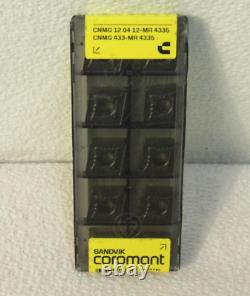 CNMG 12 04 12-MR 4335
CNMG 433-MR 4335
SANDVIK
coromant